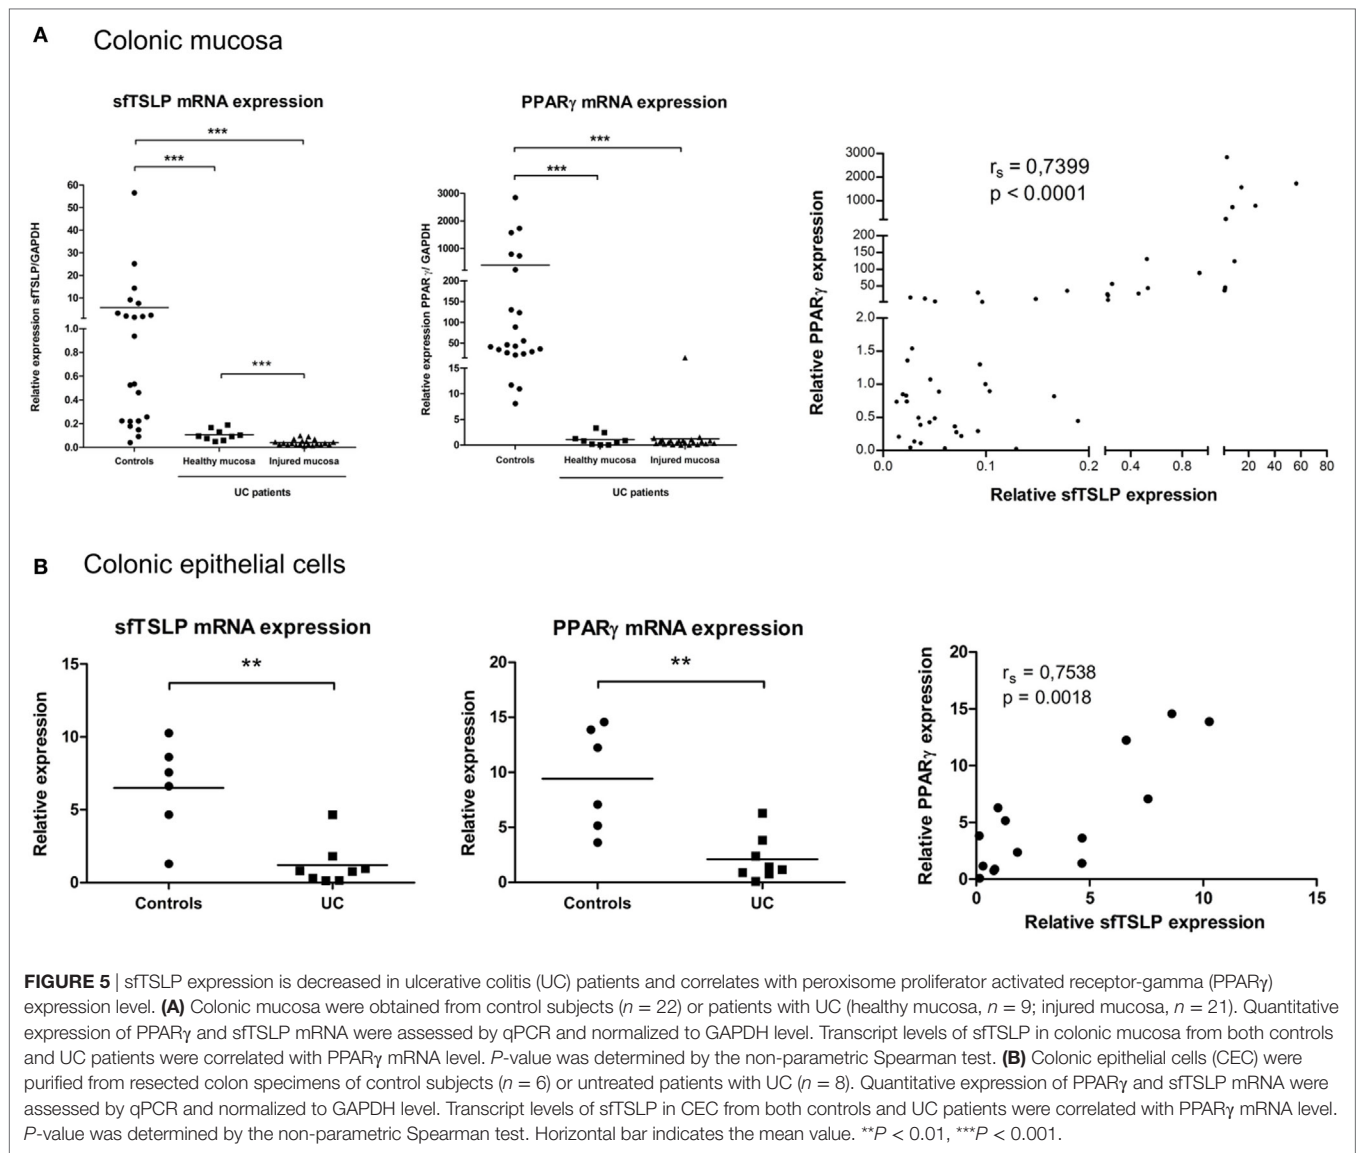 A
Colonic mucosa
sfTSLP mRNA expression
***
***
***
Relative expression sfTSLP/GAPDH
60
50
40
30
20
10
1.0
0.8
0.6
0.4
0.2
0.0
Controls
Healthy mucosa
Injured mucosa
UC patients
PPARγ mRNA expression
***
***
Relative expression PPAR γ/ GAPDH
3000
2000
1000
200
150
100
50
15
10
5
0
Controls
Healthy mucosa
Injured mucosa
UC patients
rs = 0,7399
p < 0.0001
Relative PPARγ expression
3000
2000
1000
200
150
100
50
0
2.0
1.5
1.0
0.5
0.0
0.0
0.1
0.2
0.4
0.8
20
40
60
80
Relative sfTSLP expression
B
Colonic epithelial cells
sfTSLP mRNA expression
**
Relative expression
15
10
5
0
Controls
UC
PPARγ mRNA expression
**
Relative expression
20
15
10
5
0
Controls
UC
rs = 0,7538
p = 0.0018
Relative PPARγ expression
20
15
10
5
0
0
5
10
15
Relative sfTSLP expression
FIGURE 5 | sfTSLP expression is decreased in ulcerative colitis (UC) patients and correlates with peroxisome proliferator activated receptor-gamma (PPARγ)
expression level. (A) Colonic mucosa were obtained from control subjects (n = 22) or patients with UC (healthy mucosa, n = 9; injured mucosa, n = 21). Quantitative
expression of PPARγ and sfTSLP mRNA were assessed by qPCR and normalized to GAPDH level. Transcript levels of sfTSLP in colonic mucosa from both controls
and UC patients were correlated with PPARγ mRNA level. P-value was determined by the non-parametric Spearman test. (B) Colonic epithelial cells (CEC) were
purified from resected colon specimens of control subjects (n = 6) or untreated patients with UC (n = 8). Quantitative expression of PPARγ and sfTSLP mRNA were
assessed by qPCR and normalized to GAPDH level. Transcript levels of sfTSLP in CEC from both controls and UC patients were correlated with PPARγ mRNA level.
P-value was determined by the non-parametric Spearman test. Horizontal bar indicates the mean value. **P < 0.01, ***P < 0.001.